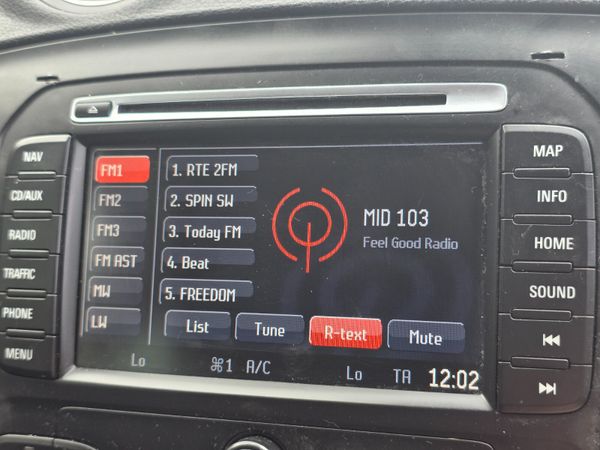 NAV
CD/AUX
RADIO
TRAFFIC
PHONE
MENU
FM1
FM2
FM3
FM AST
MW
LW
1. RTE 2FM
2. SPIN SW
3. Today FM
4. Beat
5. FREEDOM
MID 103
Feel Good Radio
List
Tune
R-text
Mute
Lo
⌘1 A/C
Lo
TA
12:02
MAP
INFO
HOME
SOUND